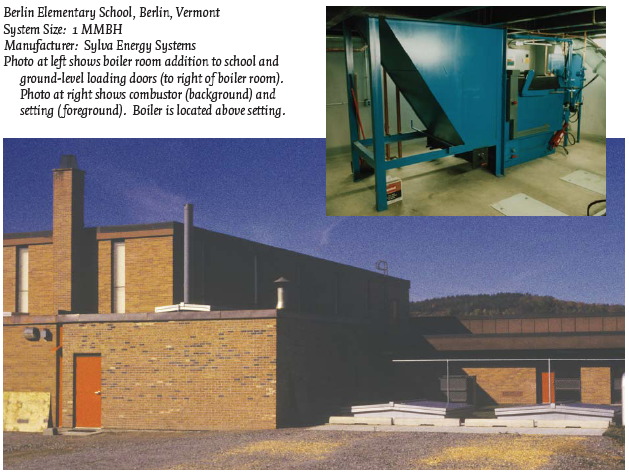 Berlin Elementary School, Berlin, Vermont
System Size: 1 MMBH
Manufacturer: Sylva Energy Systems
Photo at left shows boiler room addition to school and
ground-level loading doors (to right of boiler room).
Photo at right shows combustor (background) and
setting (foreground). Boiler is located above setting.